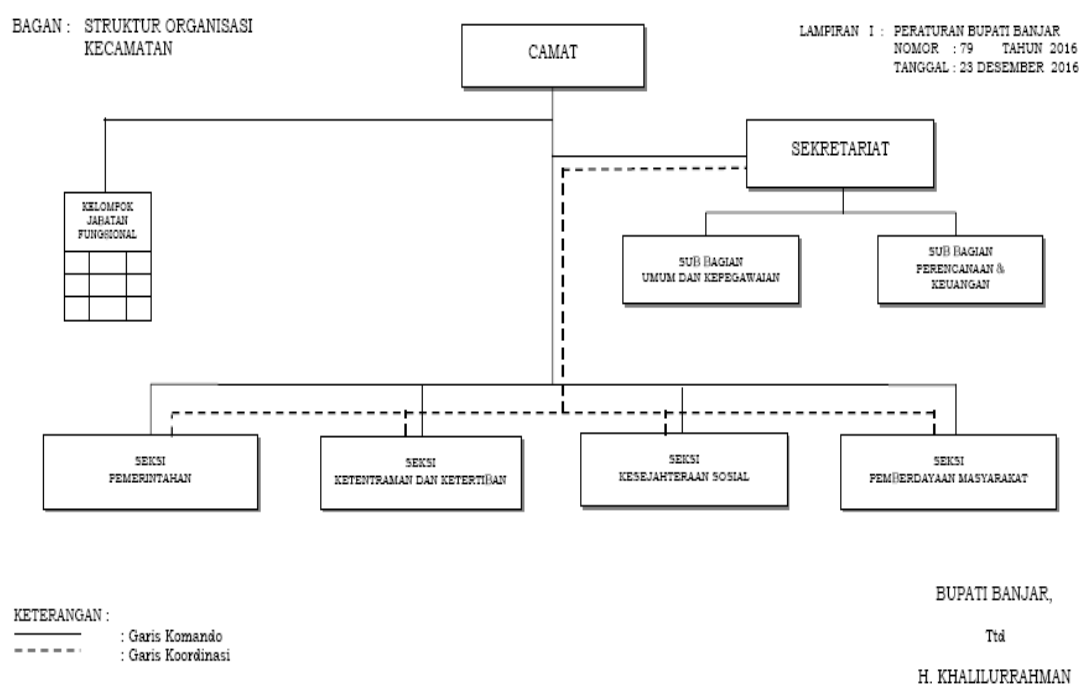 BAGAN : STRUKTUR ORGANISASI
KECAMATAN
LAMPIRAN I : PERATURAN BUPATI BANJAR
NOMOR : 79 TAHUN 2016
TANGGAL : 23 DESEMBER 2016
CAMAT
SEKRETARIAT
KELOMPOK
JABATAN
FUNGSIONAL
SUB BAGIAN
UMUM DAN KEPEGAWAIAN
SUB BAGIAN
PERENCANAAN &
KEUANGAN
SEKSI
PEMERINTAHAN
SEKSI
KETENTRAMAN DAN KETERTIBAN
SEKSI
KESEJAHTERAAN SOSIAL
SEKSI
PEMBERDAYAAN MASYARAKAT
KETERANGAN :
: Garis Komando
: Garis Koordinasi
BUPATI BANJAR,
Ttd
H. KHALILURRAHMAN